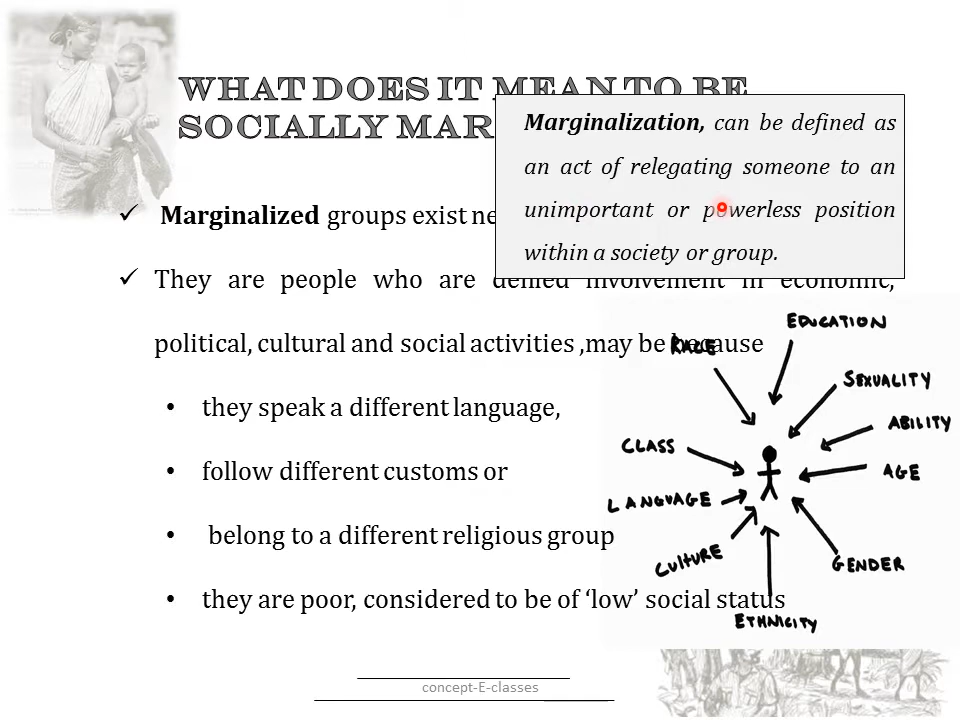 WHAT DOES IT MEAN TO BE
SOCIALLY MAR
Marginalization, can be defined as
an act of relegating someone to an
unimportant or powerless position
within a society or group.
✓ Marginalized groups exist ne
✓ They are people who are denied involvement in economic,
political, cultural and social activities ,may be because
• they speak a different language,
• follow different customs or
• belong to a different religious group
• they are poor, considered to be of ‘low’ social status
EDUCATION
RACE
SEXUALITY
ABILITY
CLASS
AGE
LANGUAGE
CULTURE
GENDER
ETHNICITY
concept-E-classes